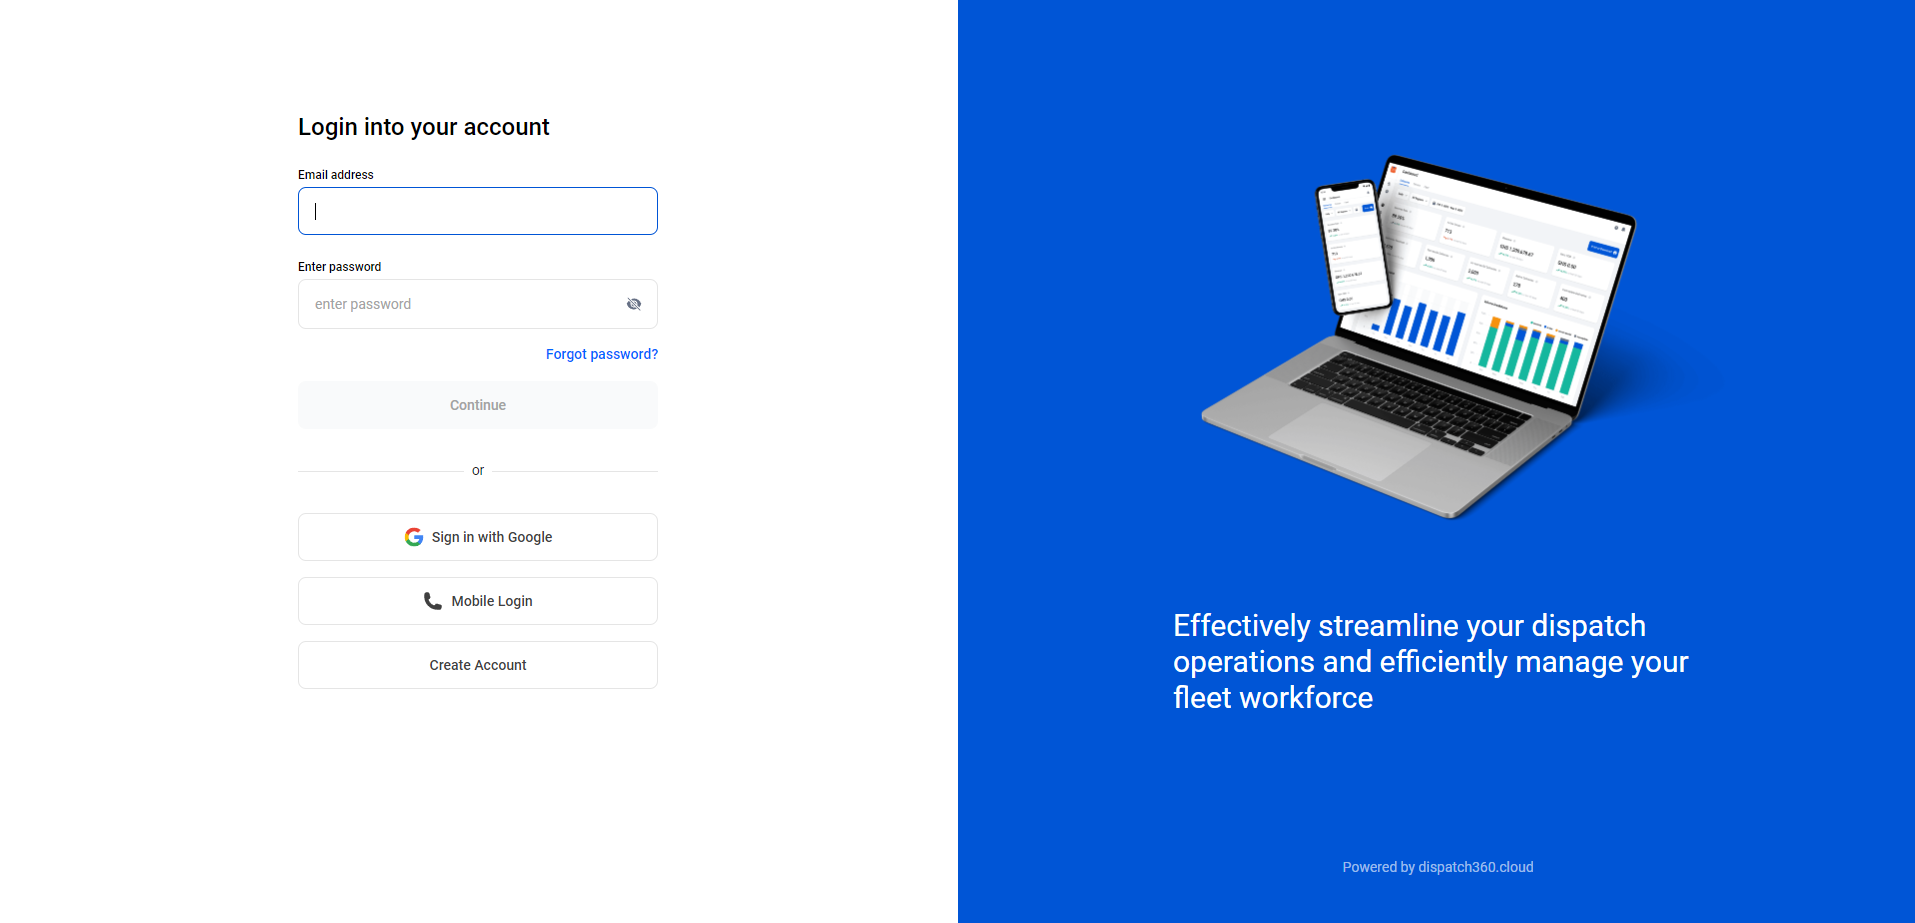 Login into your account
Email address
Enter password
enter password
Forgot password?
Continue
or
Sign in with Google
Mobile Login
Create Account
Effectively streamline your dispatch
operations and efficiently manage your
fleet workforce
Powered by dispatch360.cloud